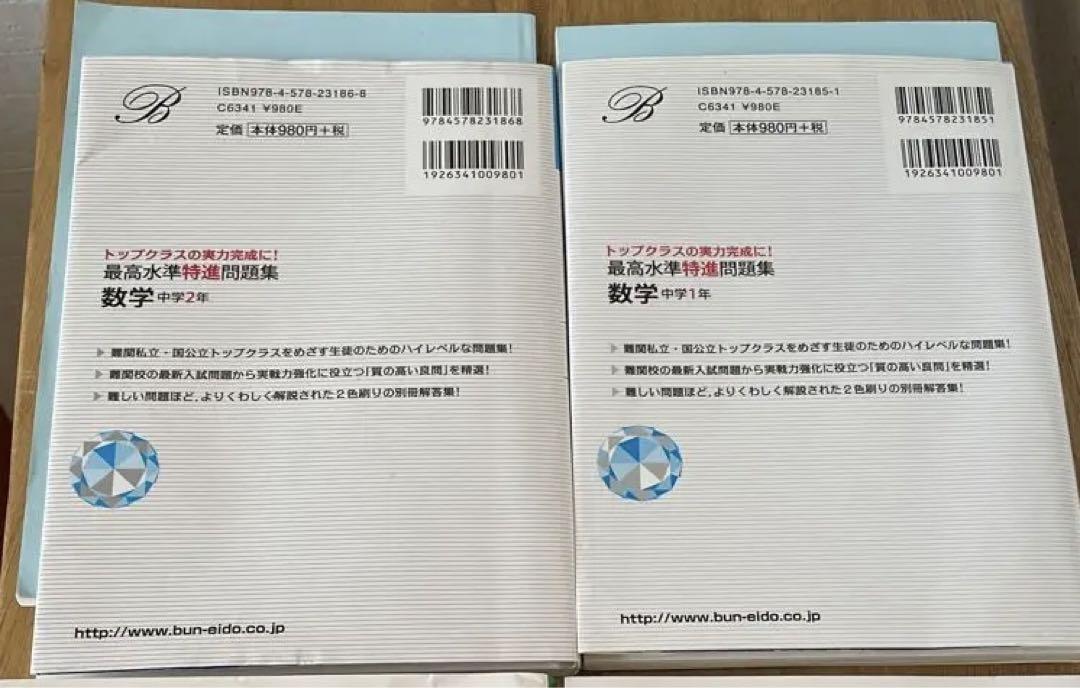 B
ISBN978-4-578-23186-8
C6341 ¥980E
定価 本体980円+税
9784578231868
1926341009801
トップクラスの実力完成に!
最高水準特進問題集
数学 中学2年
▶ 難関私立・国公立トップクラスをめざす生徒のためのハイレベルな問題集!
▶ 難関校の最新入試問題から実戦力強化に役立つ「質の高い良問」を精選!
▶ 難しい問題ほど,よりくわしく解説された2色刷りの別冊解答集!
http://www.bun-eido.co.jp
B
ISBN978-4-578-23185-1
C6341 ¥980E
定価 本体980円+税
9784578231851
1926341009801
トップクラスの実力完成に!
最高水準特進問題集
数学 中学1年
▶ 難関私立・国公立トップクラスをめざす生徒のためのハイレベルな問題集!
▶ 難関校の最新入試問題から実戦力強化に役立つ「質の高い良問」を精選!
▶ 難しい問題ほど,よりくわしく解説された2色刷りの別冊解答集!
http://www.bun-eido.co.jp